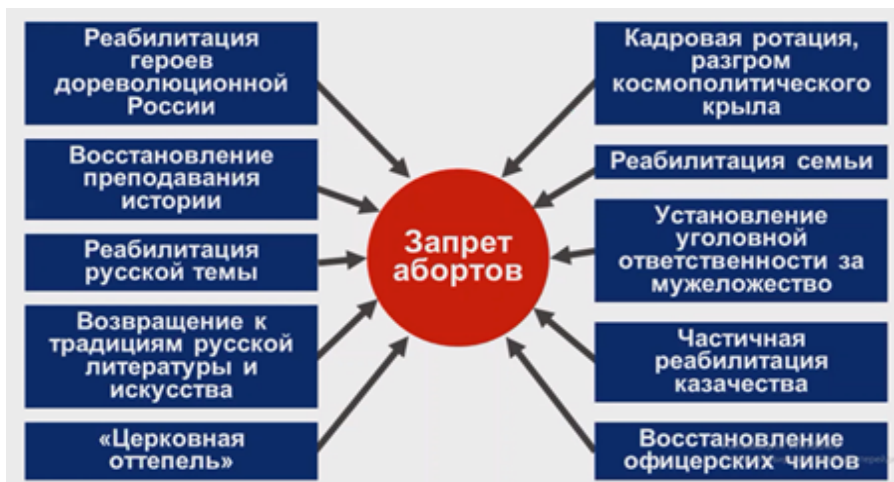 Реабилитация
героев
дореволюционной
России
Восстановление
преподавания
истории
Реабилитация
русской темы
Возвращение к
традициям русской
литературы и
искусства
«Церковная
оттепель»
Запрет
абортов
Кадровая ротация,
разгром
космополитического
крыла
Реабилитация семьи
Установление
уголовной
ответственности за
мужеложество
Частичная
реабилитация
казачества
Восстановление
офицерских чинов